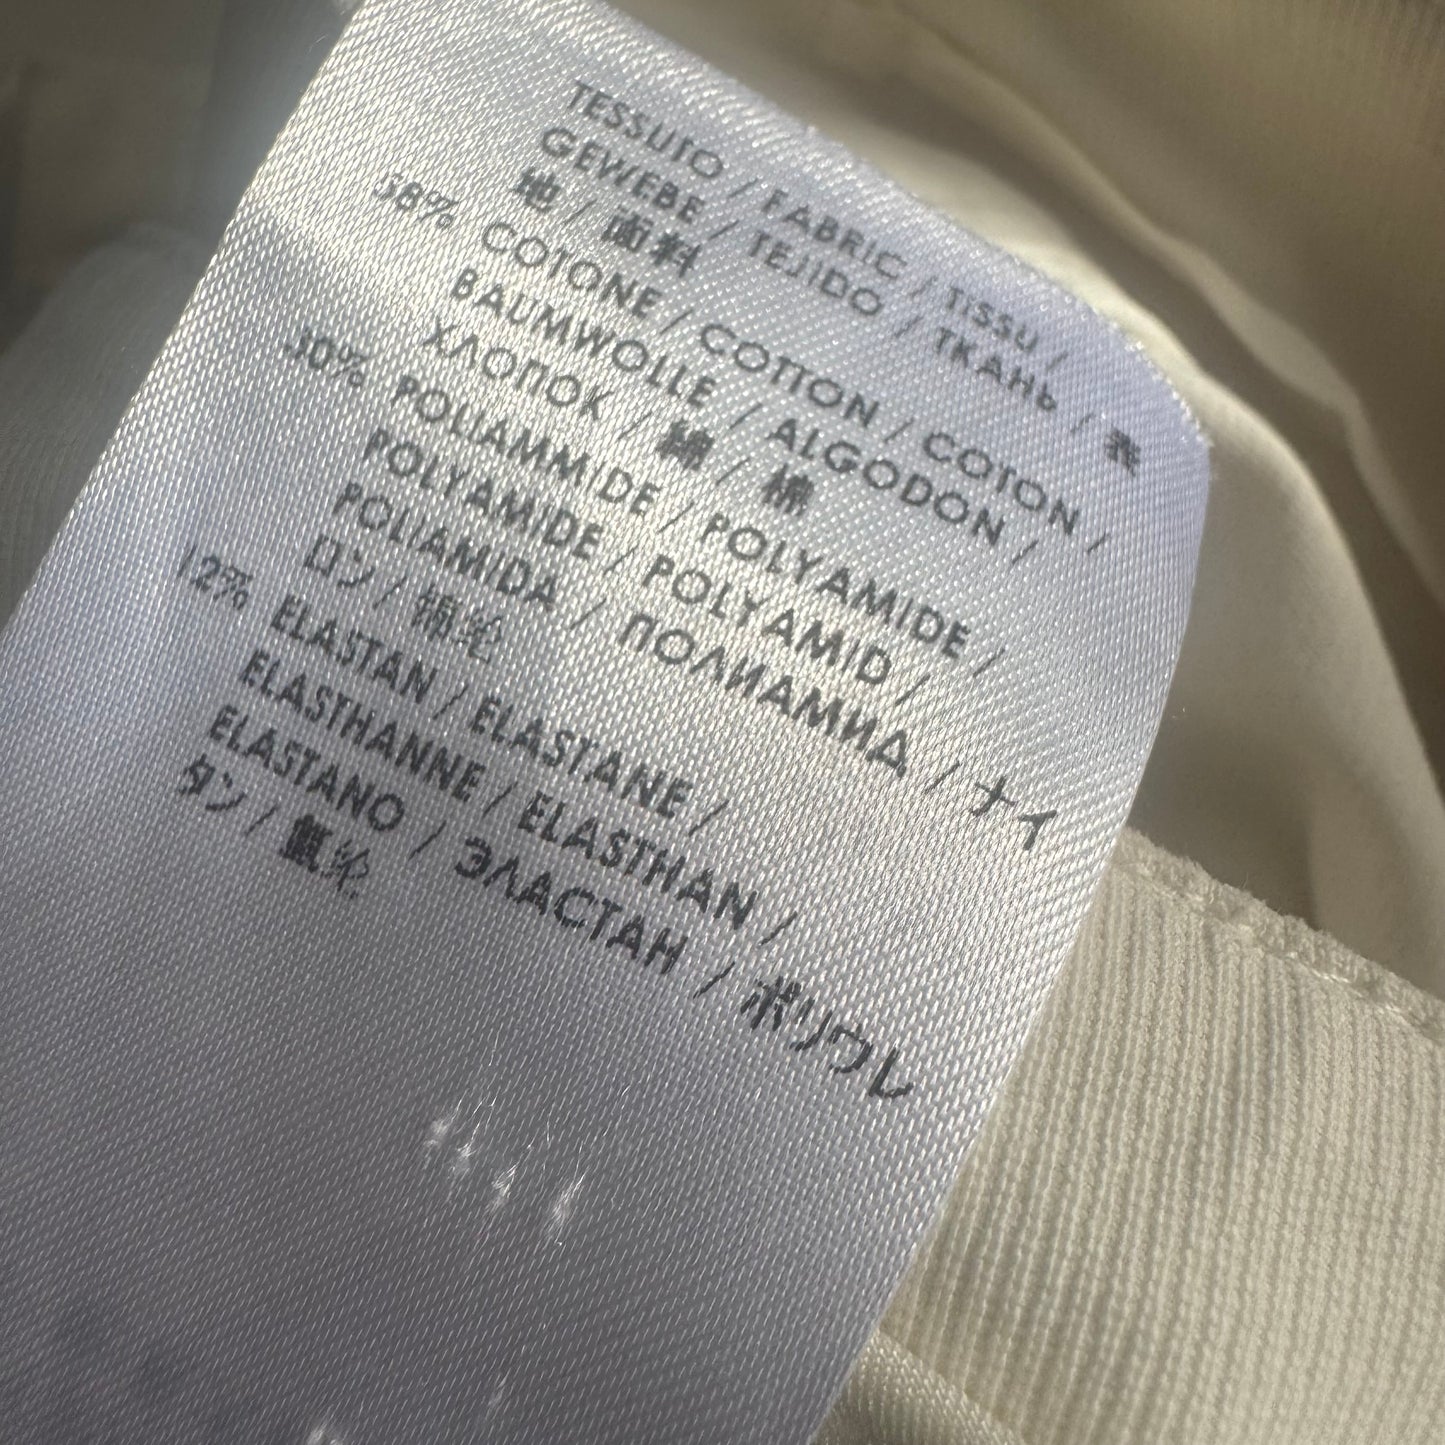 TESSUTO / FABRIC / TISSU /
GEWEBE / TEJIDO / ТКАНЬ / 表
地 / 面料
58% COTONE / COTTON / COTON /
BAUMWOLLE / ALGODON /
ХЛОПОК / 綿 / 棉
30% POLIAMMIDE / POLYAMIDE /
POLYAMIDE / POLYAMID /
POLIAMIDA / ПОЛИАМИД / ナイ
ロン / 锦纶
12% ELASTAN / ELASTANE /
ELASTHANNE / ELASTHAN /
ELASTANO / ЭЛАСТАН / ポリウレ
タン / 氨纶